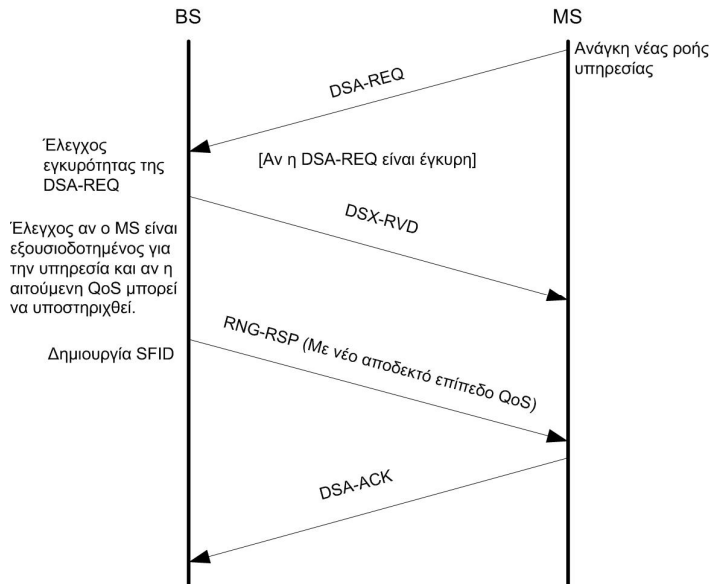 BS
MS
Ανάγκη νέας ροής
υπηρεσίας
DSA-REQ
Έλεγχος
εγκυρότητας της
DSA-REQ
[Αν η DSA-REQ είναι έγκυρη]
DSX-RVD
Έλεγχος αν ο MS είναι
εξουσιοδοτημένος για
την υπηρεσία και αν η
αιτούμενη QoS μπορεί
να υποστηριχθεί.
RNG-RSP (Με νέο αποδεκτό επίπεδο QoS)
Δημιουργία SFID
DSA-ACK